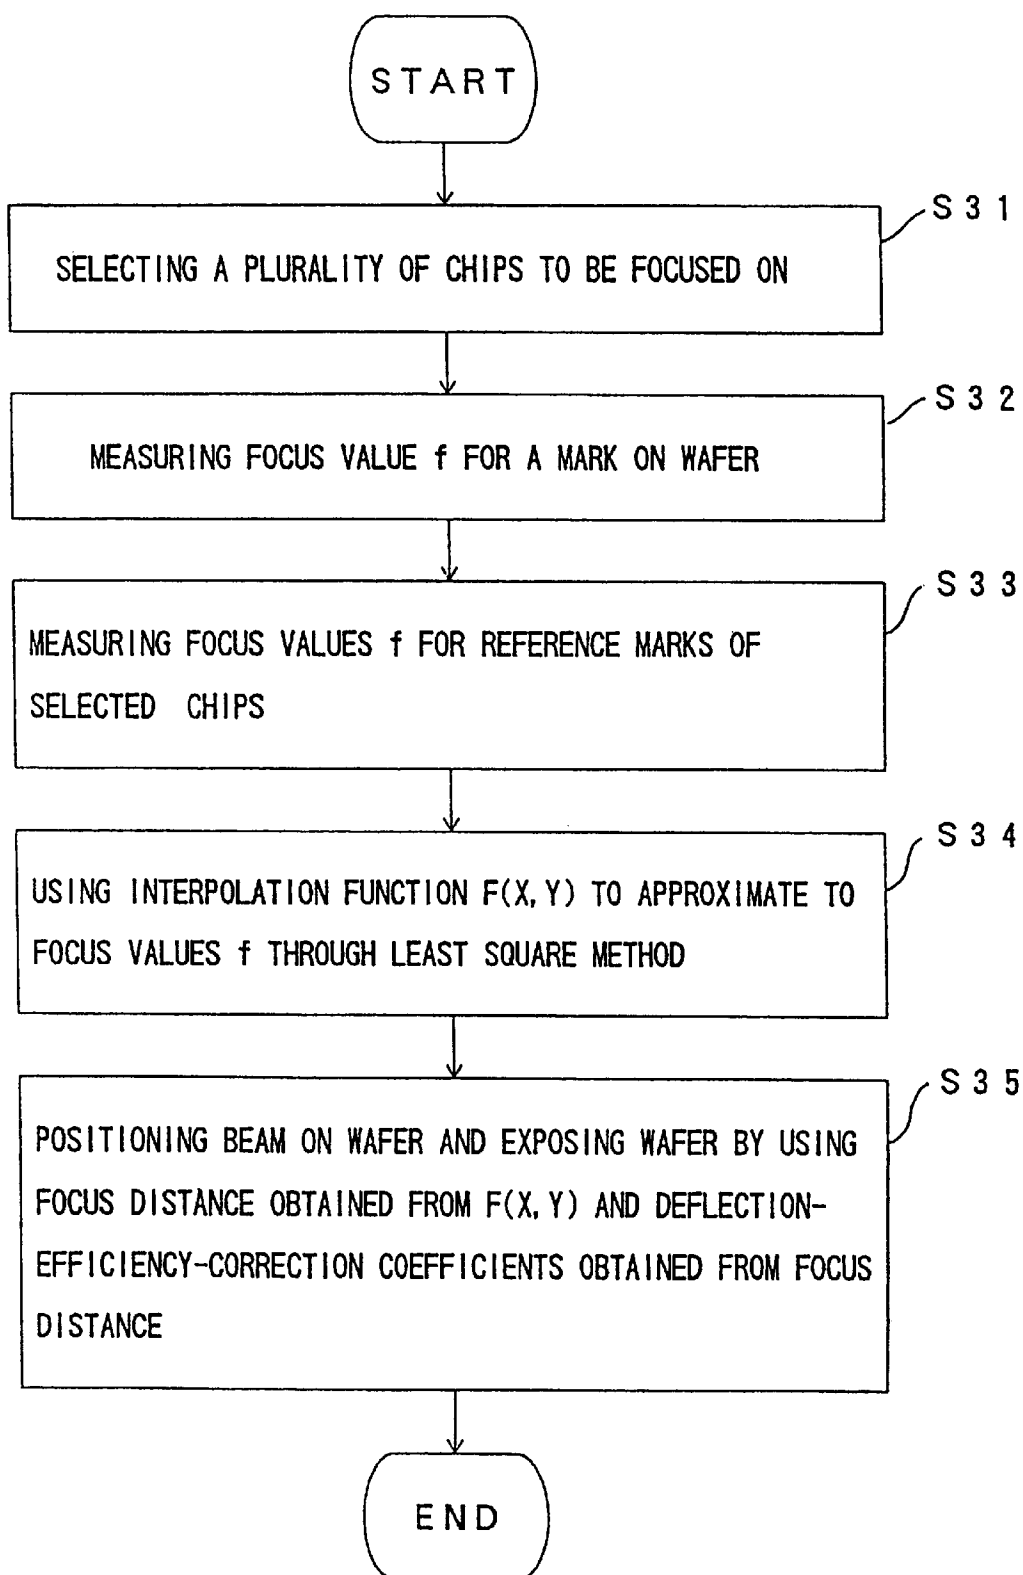 START
S31
SELECTING A PLURALITY OF CHIPS TO BE FOCUSED ON
S32
MEASURING FOCUS VALUE f FOR A MARK ON WAFER
S33
MEASURING FOCUS VALUES f FOR REFERENCE MARKS OF
SELECTED CHIPS
S34
USING INTERPOLATION FUNCTION F(X, Y) TO APPROXIMATE TO
FOCUS VALUES f THROUGH LEAST SQUARE METHOD
S35
POSITIONING BEAM ON WAFER AND EXPOSING WAFER BY USING
FOCUS DISTANCE OBTAINED FROM F(X, Y) AND DEFLECTION-
EFFICIENCY-CORRECTION COEFFICIENTS OBTAINED FROM FOCUS
DISTANCE
END